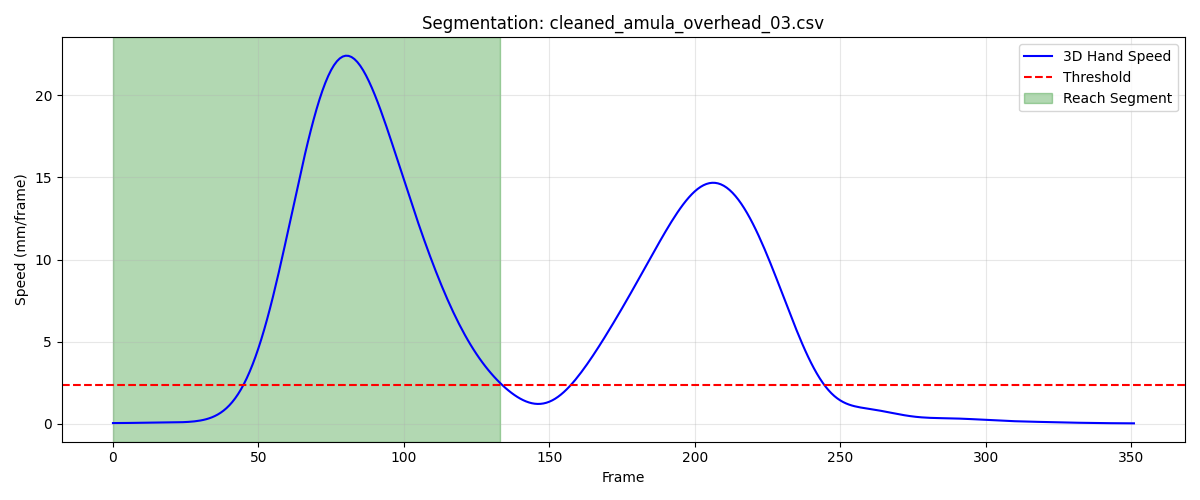 Segmentation: cleaned_amula_overhead_03.csv
3D Hand Speed
Threshold
Reach Segment
Speed (mm/frame)
20
15
10
5
0
0 50 100 150 200 250 300 350
Frame